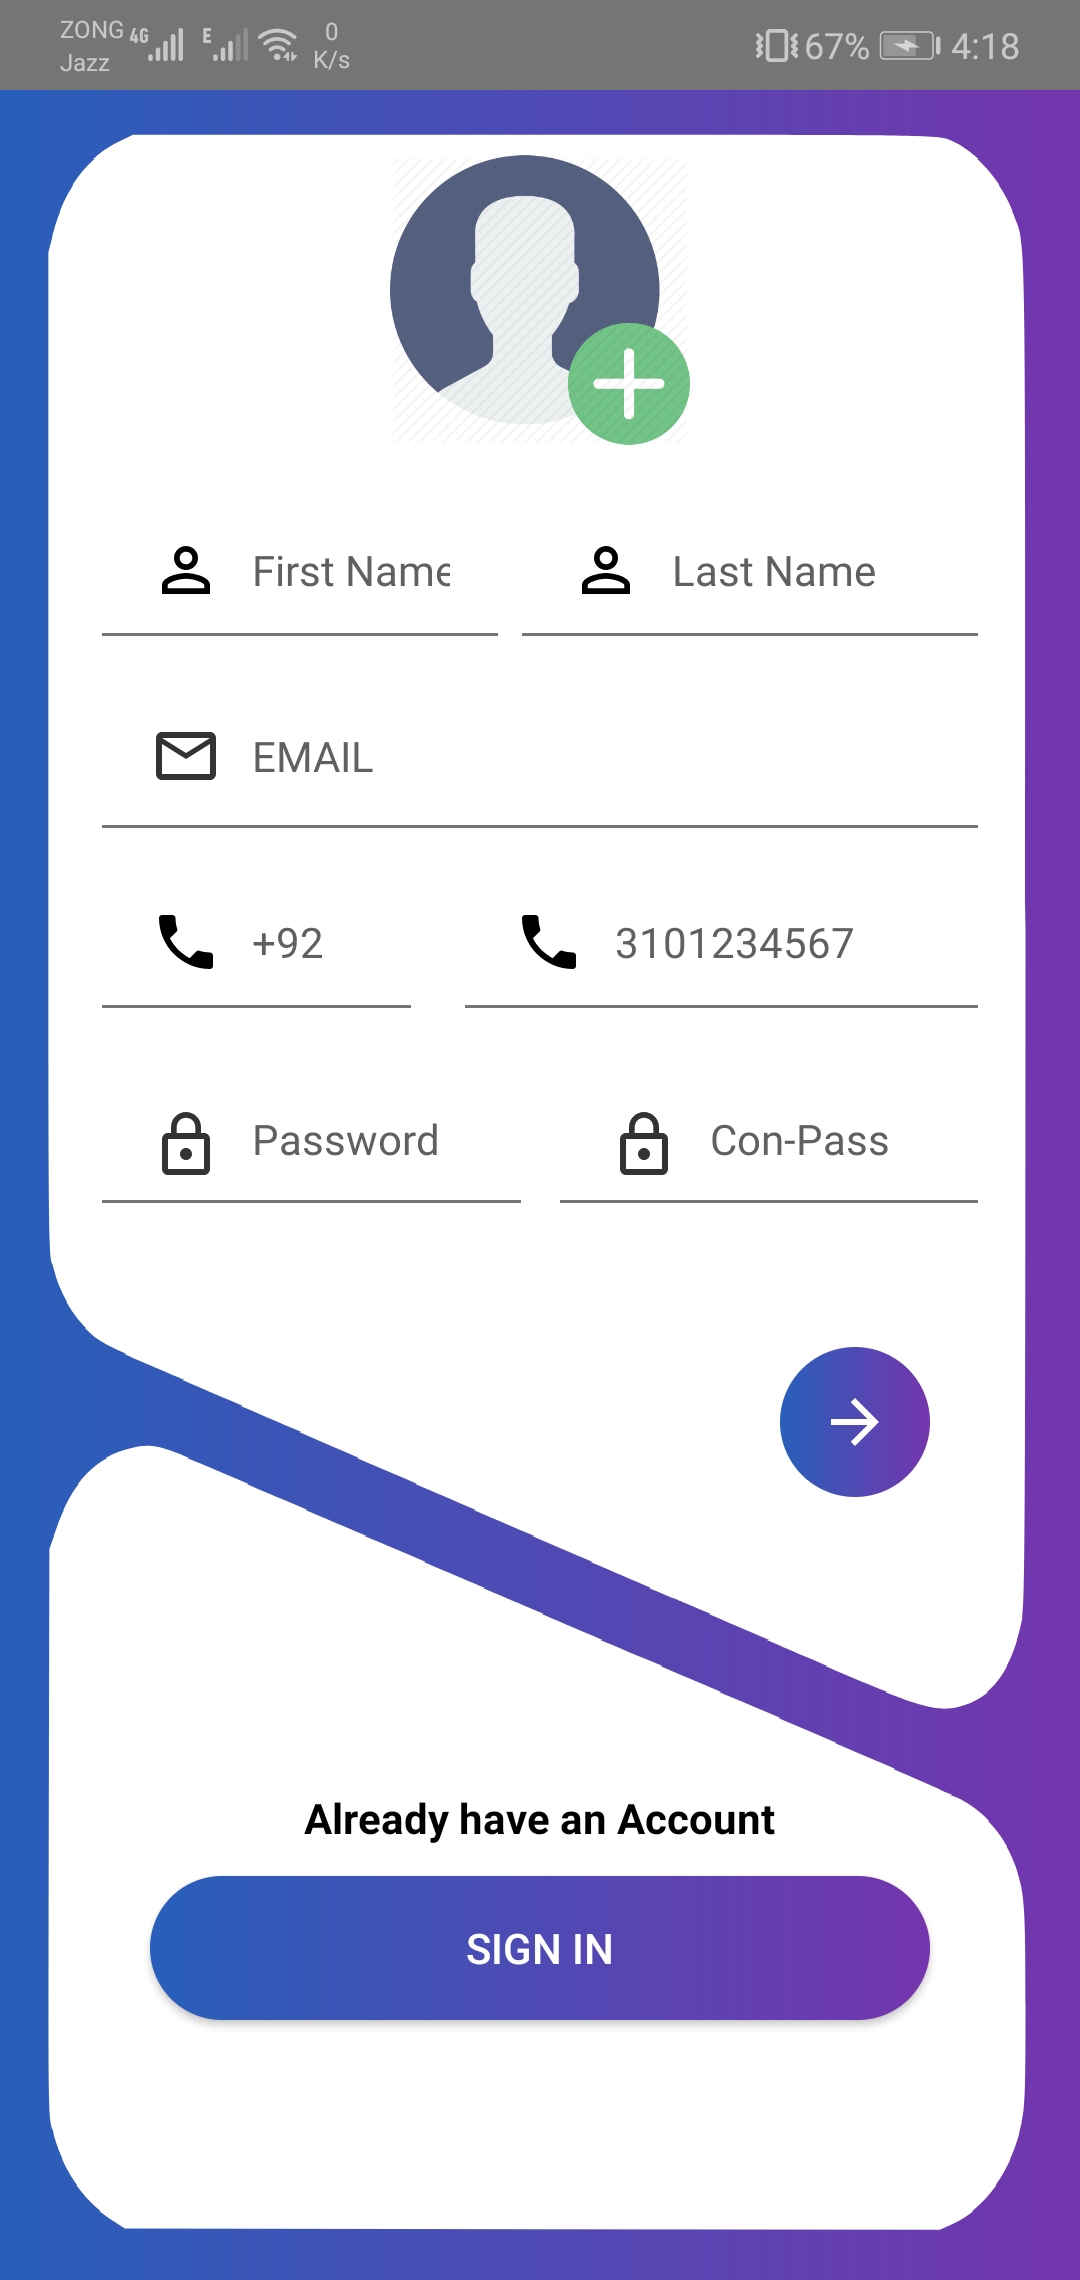 ZONG 4G E 0 67% 4:18
Jazz K/s
First Name Last Name
EMAIL
+92 3101234567
Password Con-Pass
Already have an Account
SIGN IN